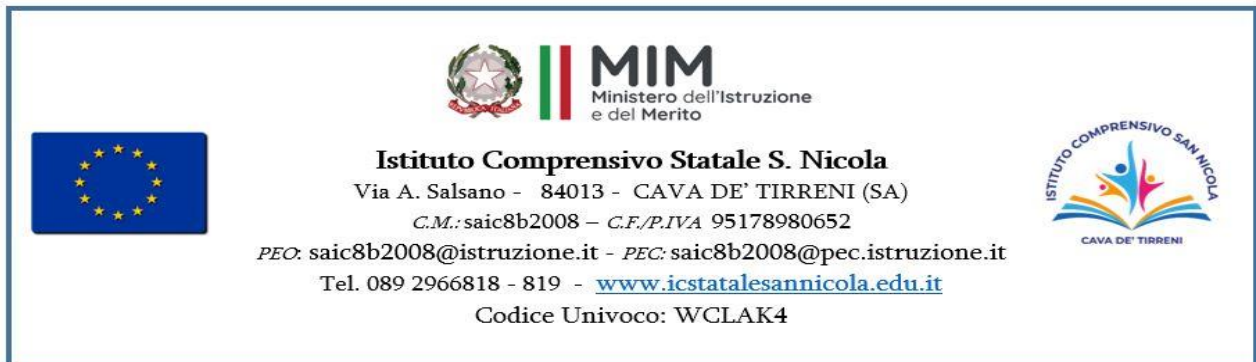 MIM
Ministero dell'Istruzione
e del Merito
Istituto Comprensivo Statale S. Nicola
Via A. Salsano - 84013 - CAVA DE' TIRRENI (SA)
C.M.: saic8b2008 – C.F./P.IVA 95178980652
PEO: saic8b2008@istruzione.it - PEC: saic8b2008@pec.istruzione.it
Tel. 089 2966818 - 819 - www.icstatalesannicola.edu.it
Codice Univoco: WCLAK4
ISTITUTO COMPRENSIVO SAN NICOLA
CAVA DE' TIRRENI